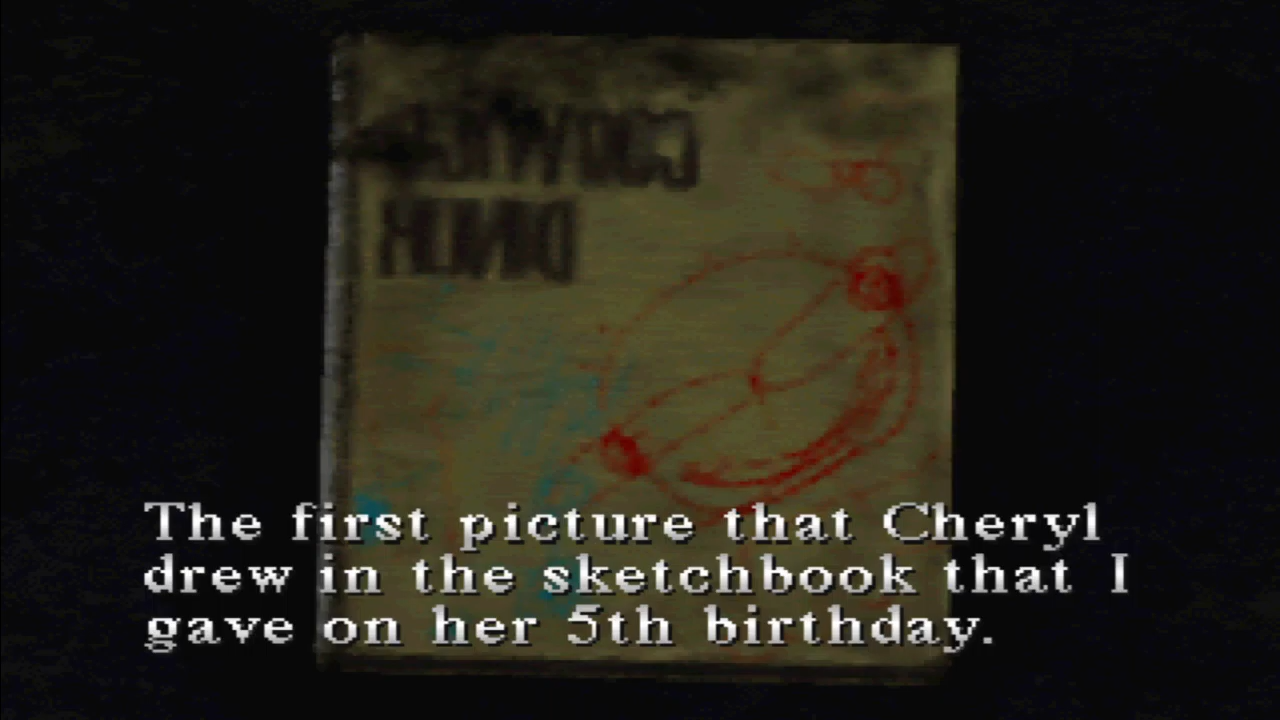 The first picture that Cheryl
drew in the sketchbook that I
gave on her 5th birthday.